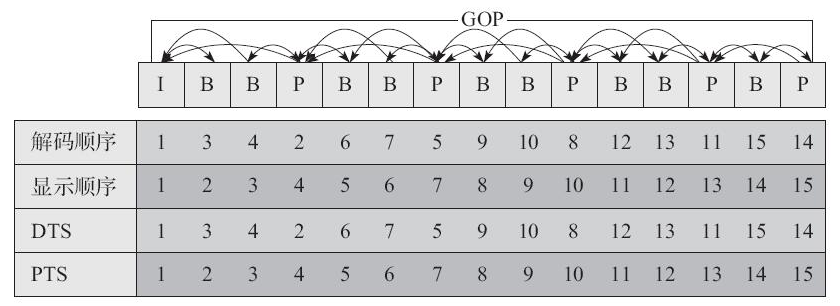 GOP
I B B P B B P B B P B B P B P
解码顺序 1 3 4 2 6 7 5 9 10 8 12 13 11 15 14
显示顺序 1 2 3 4 5 6 7 8 9 10 11 12 13 14 15
DTS 1 3 4 2 6 7 5 9 10 8 12 13 11 15 14
PTS 1 2 3 4 5 6 7 8 9 10 11 12 13 14 15